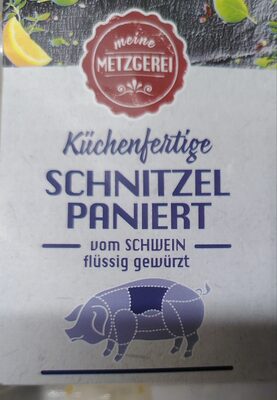 meine
METZGEREI
Küchenfertige
SCHNITZEL
PANIERT
vom SCHWEIN
flüssig gewürzt